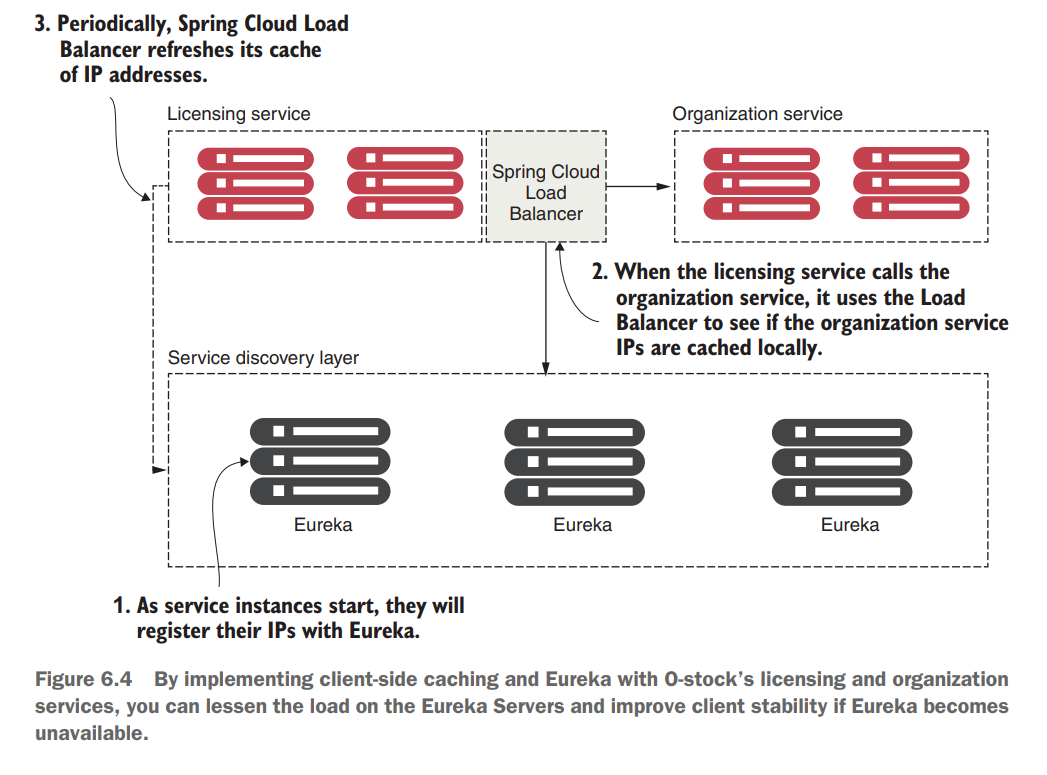 3. Periodically, Spring Cloud Load
Balancer refreshes its cache
of IP addresses.
Licensing service
Organization service
Spring Cloud
Load
Balancer
2. When the licensing service calls the
organization service, it uses the Load
Balancer to see if the organization service
IPs are cached locally.
Service discovery layer
Eureka
Eureka
Eureka
1. As service instances start, they will
register their IPs with Eureka.
Figure 6.4 By implementing client-side caching and Eureka with O-stock’s licensing and organization
services, you can lessen the load on the Eureka Servers and improve client stability if Eureka becomes
unavailable.